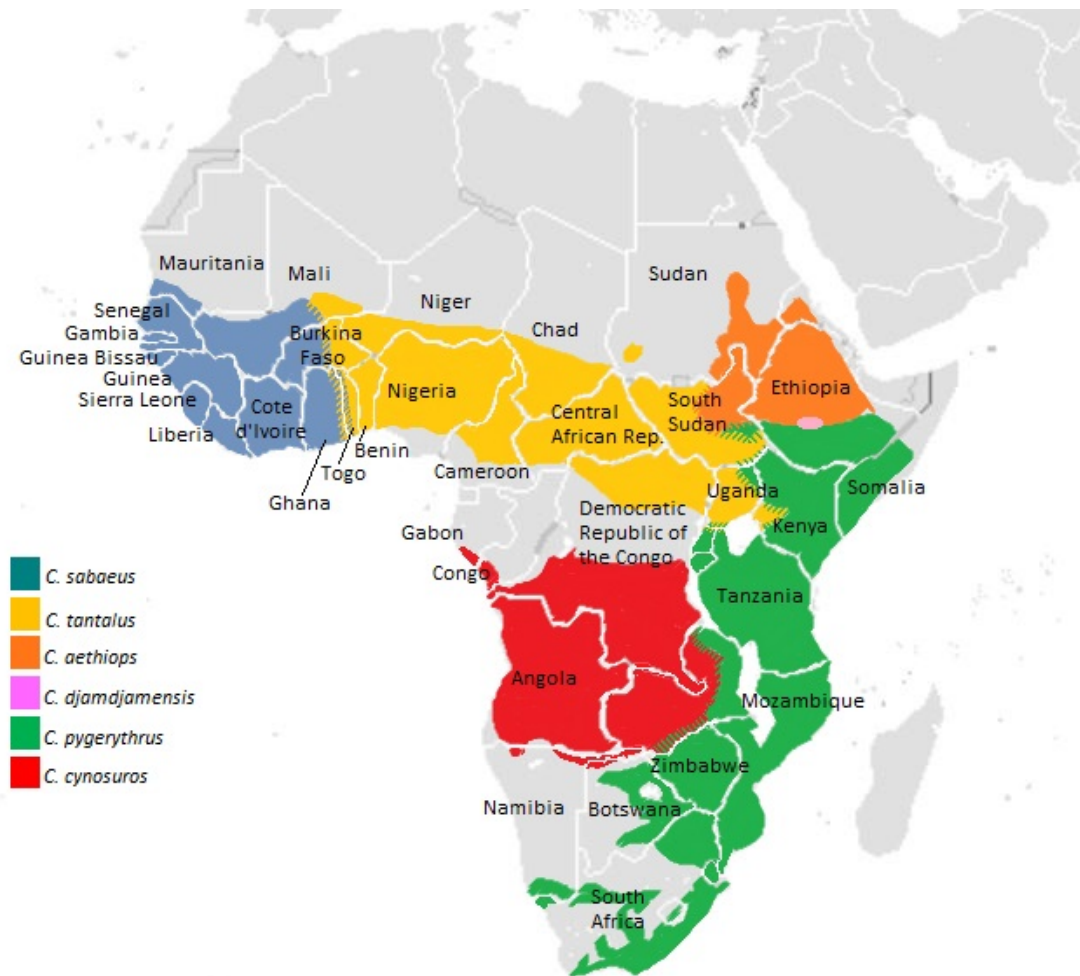 Mauritania
Mali
Niger
Chad
Sudan
Senegal
Gambia
Guinea Bissau
Guinea
Sierra Leone
Liberia
Cote
d'Ivoire
Burkina
Faso
Nigeria
Benin
Togo
Ghana
Cameroon
Central
African Rep.
South
Sudan
Ethiopia
Somalia
Uganda
Kenya
Democratic
Republic of
the Congo
Gabon
Congo
Tanzania
Angola
Mozambique
Zimbabwe
Namibia
Botswana
South
Africa
C. sabaeus
C. tantalus
C. aethiops
C. djamdjamensis
C. pygerythrus
C. cynosuros